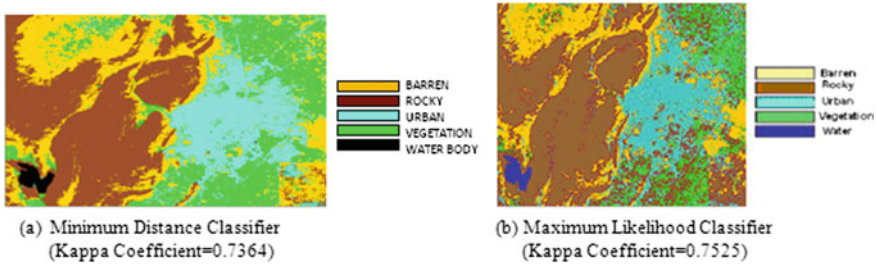 BARREN
ROCKY
URBAN
VEGETATION
WATER BODY
Barren
Rocky
Urban
Vegetation
Water
(a) Minimum Distance Classifier
(Kappa Coefficient=0.7364)
(b) Maximum Likelihood Classifier
(Kappa Coefficient=0.7525)